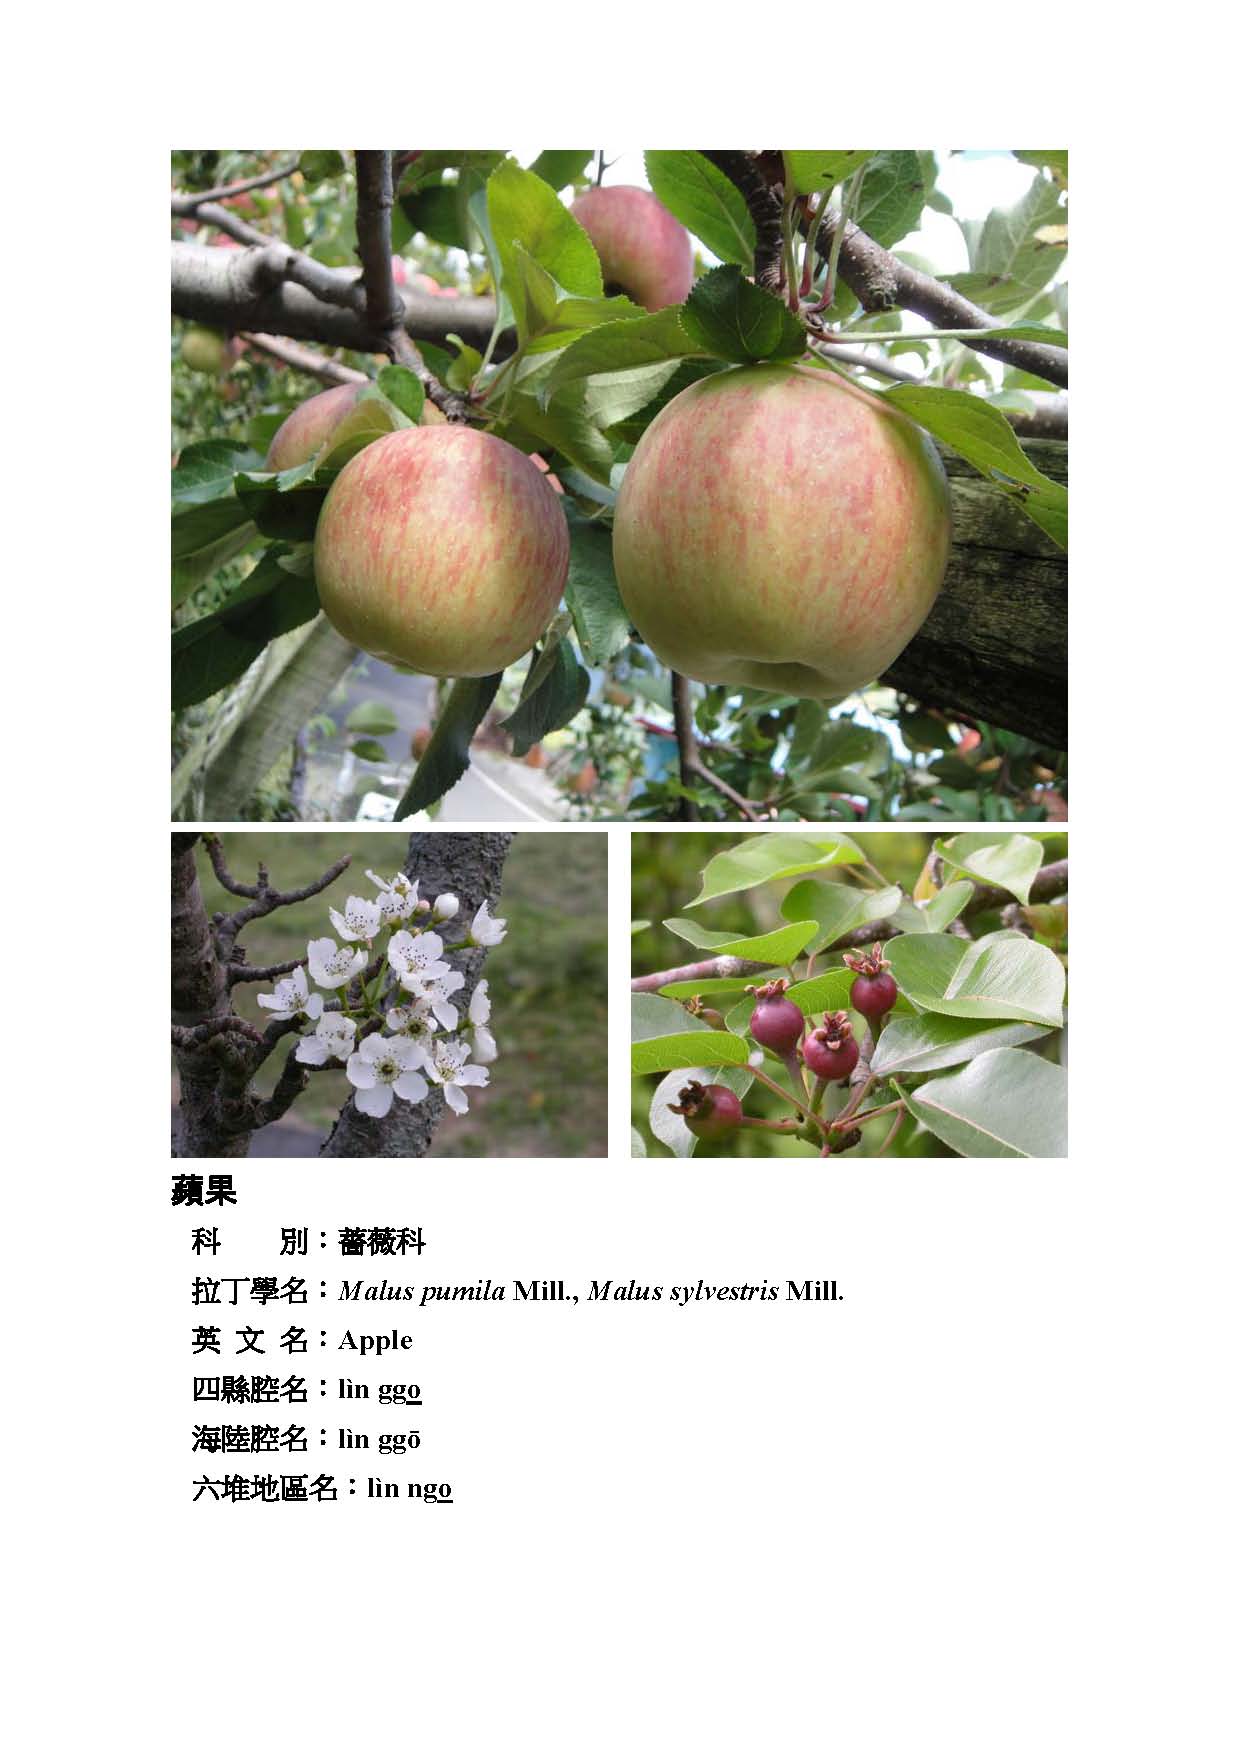 蘋果
科　　別：薔薇科
拉丁學名：Malus pumila Mill., Malus sylvestris Mill.
英 文 名：Apple
四縣腔名：lìn ggo̲
海陸腔名：lìn ggō
六堆地區名：lìn ngo̲